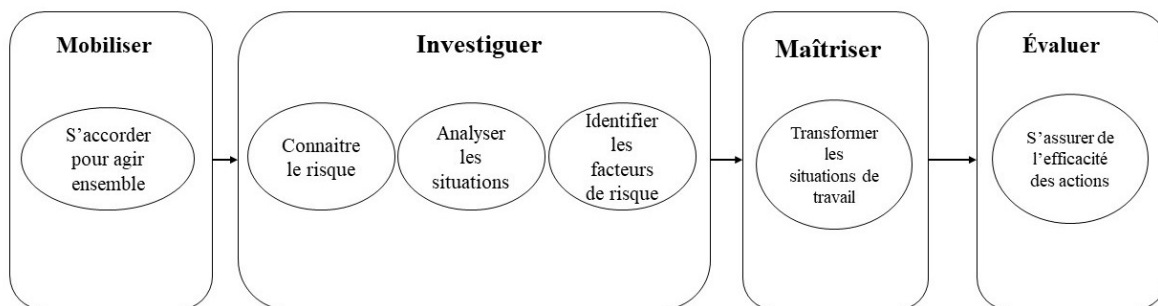 Mobiliser
S'accorder
pour agir
ensemble
Investiguer
Connaitre
le risque
Analyser
les
situations
Identifier
les
facteurs
de risque
Maîtriser
Transformer
les
situations de
travail
Évaluer
S'assurer de
l'efficacité
des actions